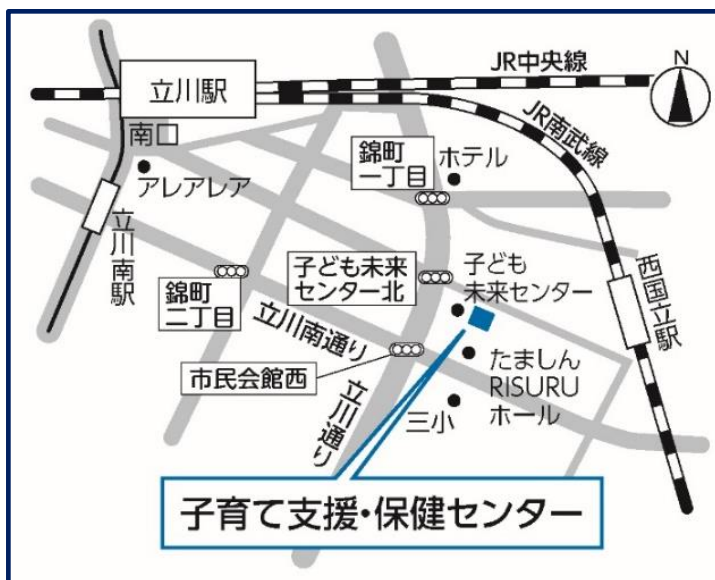 JR中央線
N
立川駅
JR南武線
南口
錦町
一丁目
ホテル
アレアレア
立川南駅
子ども未来
センター北
子ども
未来センター
西国立駅
錦町
二丁目
立川南通り
市民会館西
たましん
RISURU
ホール
立川通り
三小
子育て支援・保健センター